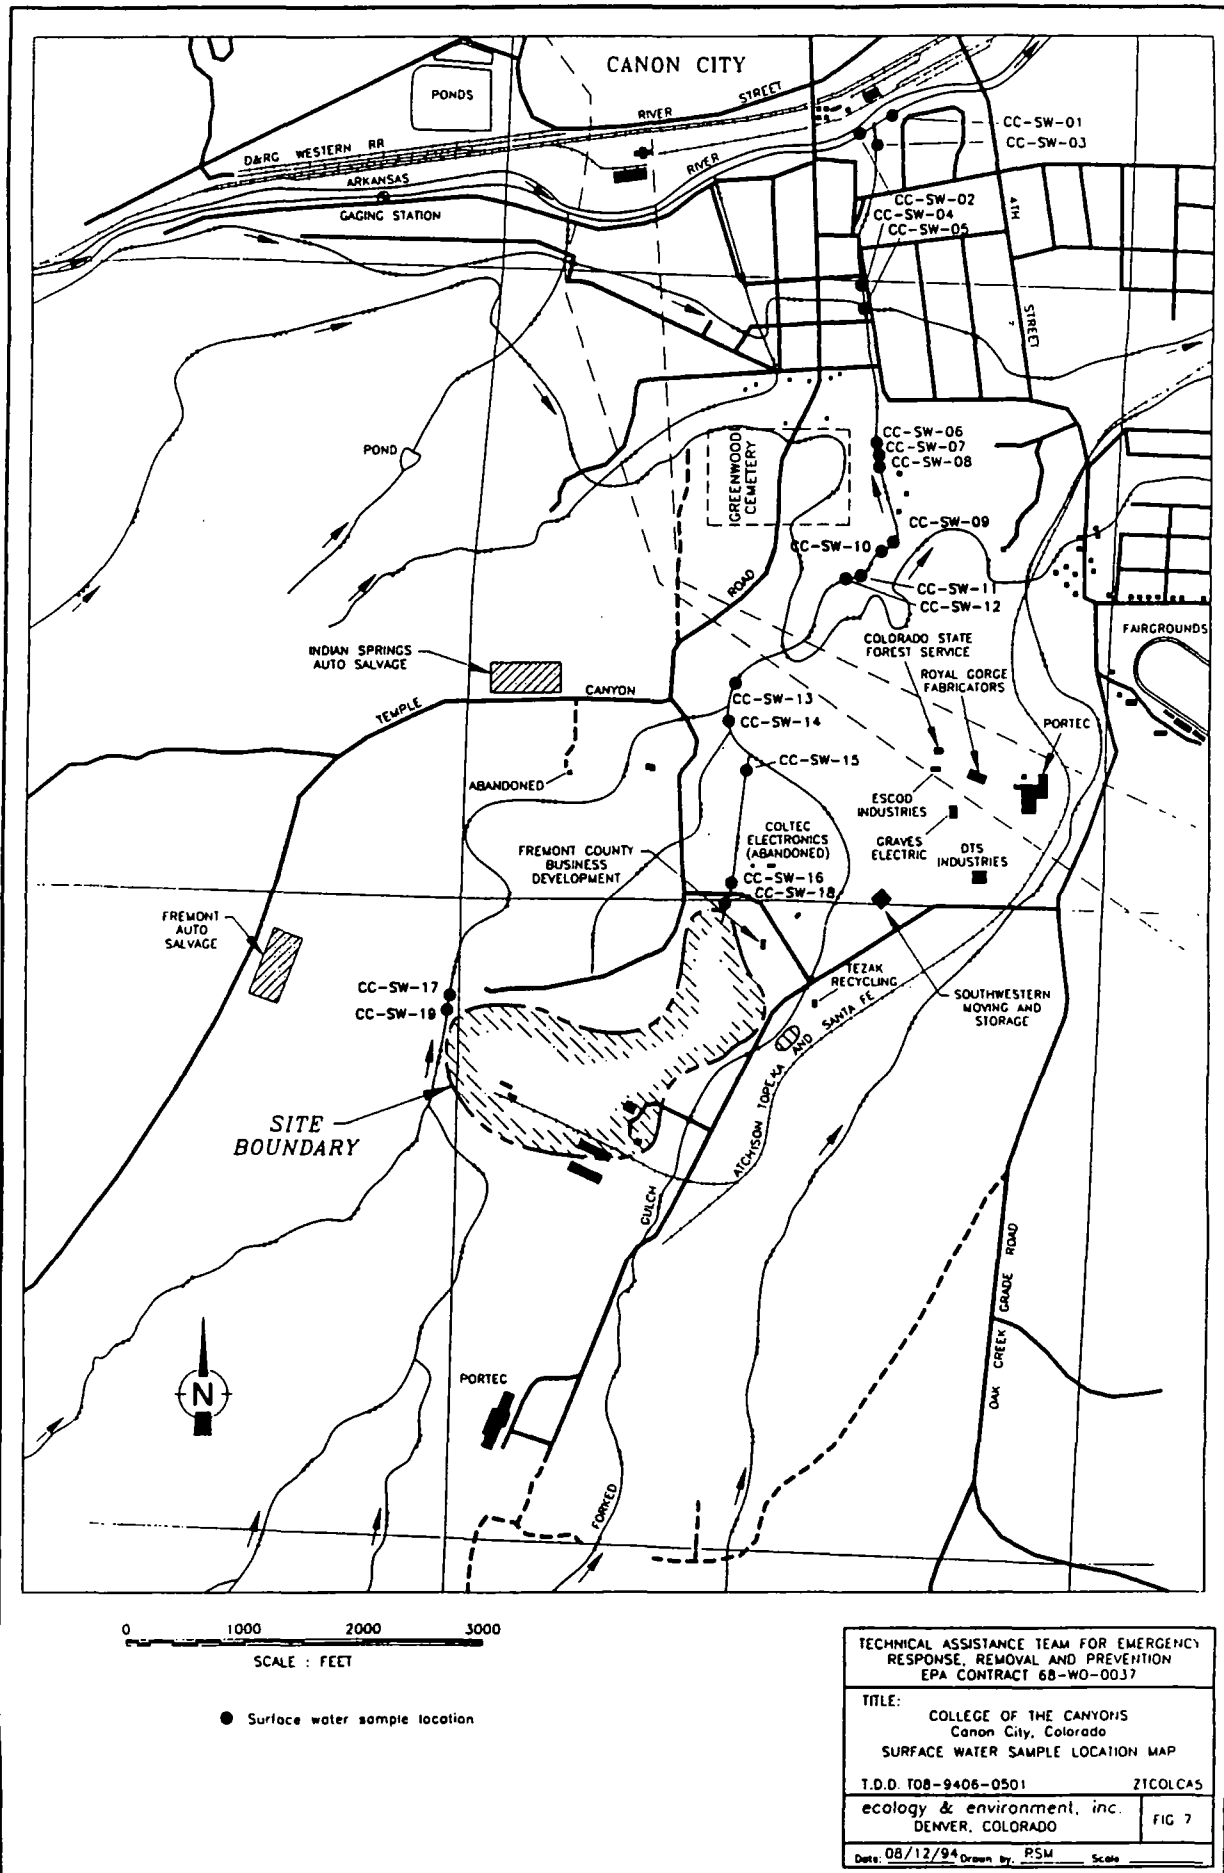 CANON CITY
PONDS
RIVER STREET
D&RG WESTERN RR
ARKANSAS RIVER
GAGING STATION
CC-SW-01
CC-SW-03
CC-SW-02
CC-SW-04
CC-SW-05
4TH STREET
POND
GREENWOOD
CEMETERY
CC-SW-06
CC-SW-07
CC-SW-08
CC-SW-09
CC-SW-10
CC-SW-11
CC-SW-12
ROAD
COLORADO STATE
FOREST SERVICE
FAIRGROUNDS
INDIAN SPRINGS
AUTO SALVAGE
ROYAL GORGE
FABRICATORS
TEMPLE CANYON
CC-SW-13
CC-SW-14
PORTEC
CC-SW-15
ABANDONED
ESCOD
INDUSTRIES
COLTEC
ELECTRONICS
(ABANDONED)
GRAVES
ELECTRIC
DTS
INDUSTRIES
FREMONT COUNTY
BUSINESS
DEVELOPMENT
CC-SW-16
CC-SW-18
FREMONT
AUTO
SALVAGE
TEZAK
RECYCLING
CC-SW-17
CC-SW-19
SOUTHWESTERN
MOVING AND
STORAGE
ATCHISON TOPEKA AND SANTA FE
SITE
BOUNDARY
GULCH
OAK CREEK GRADE ROAD
N
PORTEC
FORKED
0 1000 2000 3000
SCALE : FEET
Surface water sample location
TECHNICAL ASSISTANCE TEAM FOR EMERGENCY
RESPONSE, REMOVAL AND PREVENTION
EPA CONTRACT 68-WO-0037
TITLE:
COLLEGE OF THE CANYONS
Canon City, Colorado
SURFACE WATER SAMPLE LOCATION MAP
T.D.D. T08-9406-0501 ZTCOLCAS
ecology & environment, inc.
DENVER, COLORADO
FIG 7
Date: 08/12/94 Drawn by: RSM Scale